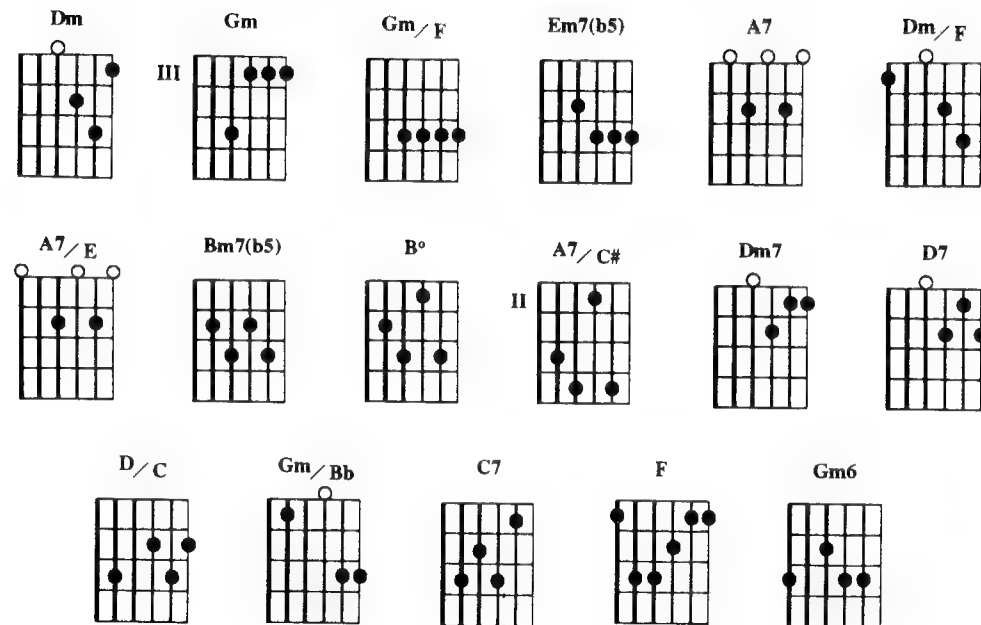 Dm Gm Gm/F Em7(b5) A7 Dm/F
III
A7/E Bm7(b5) B° A7/C# Dm7 D7
II
D/C Gm/Bb C7 F Gm6